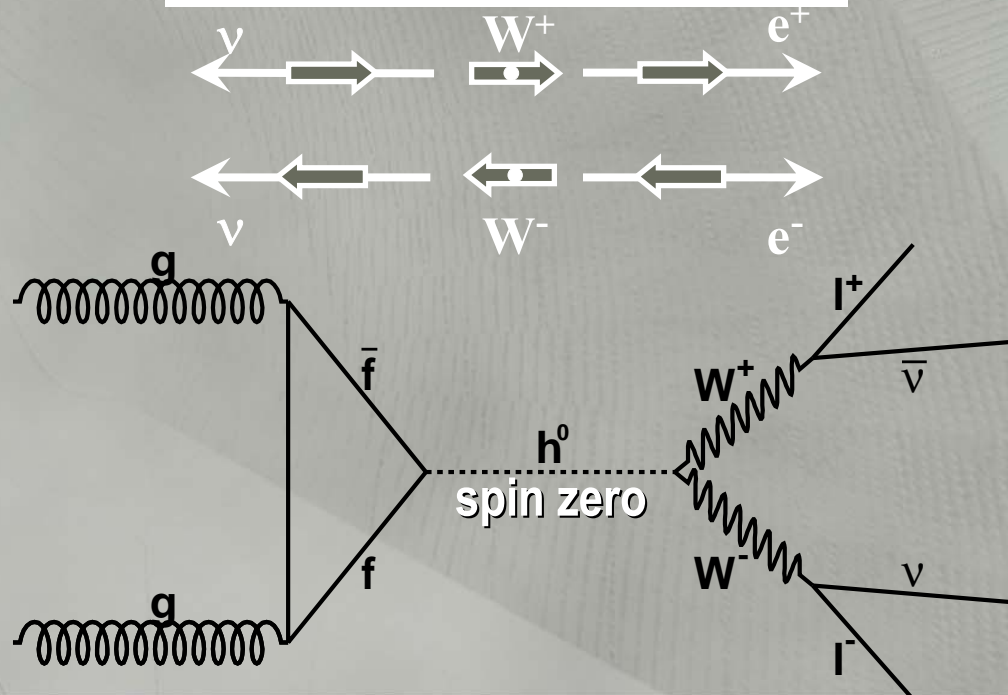 ν W⁺ e⁺
ν W⁻ e⁻
g
l⁺
f̄
W⁺ ν̄
h⁰
spin zero
f W⁻ ν
g
l⁻